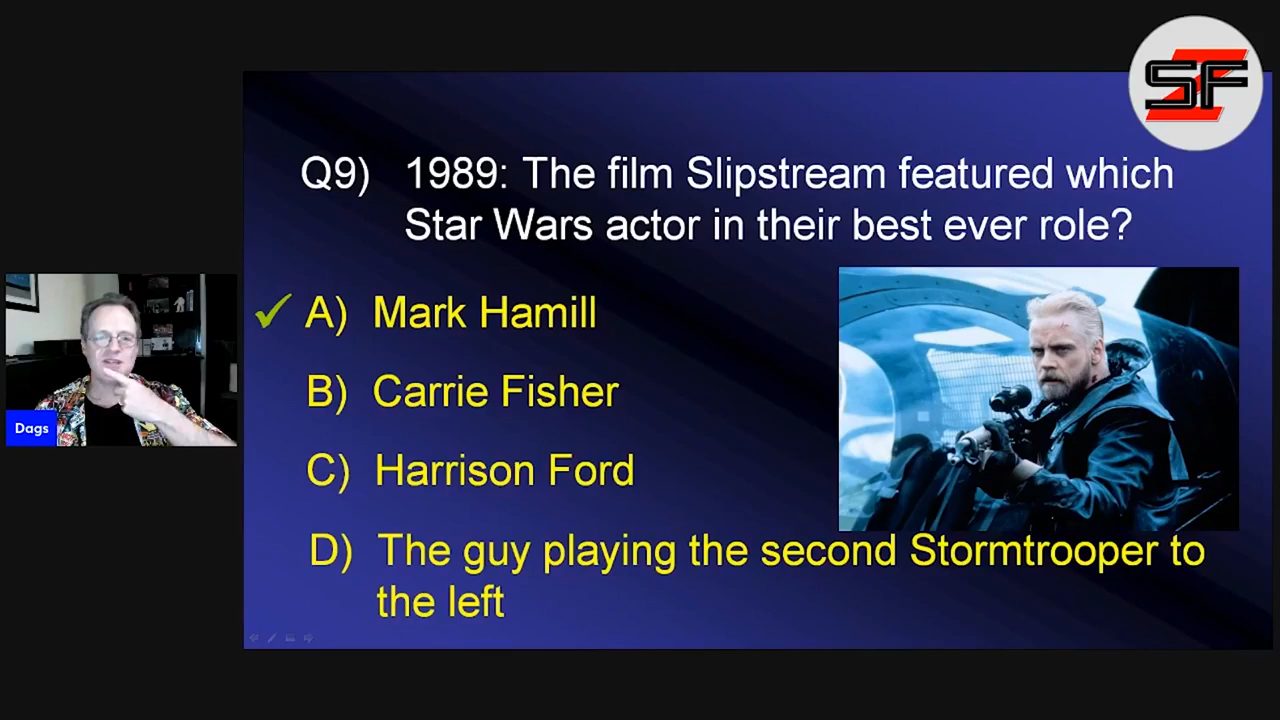 SF
Q9) 1989: The film Slipstream featured which
Star Wars actor in their best ever role?
✓ A) Mark Hamill
B) Carrie Fisher
C) Harrison Ford
D) The guy playing the second Stormtrooper to
the left
Dags